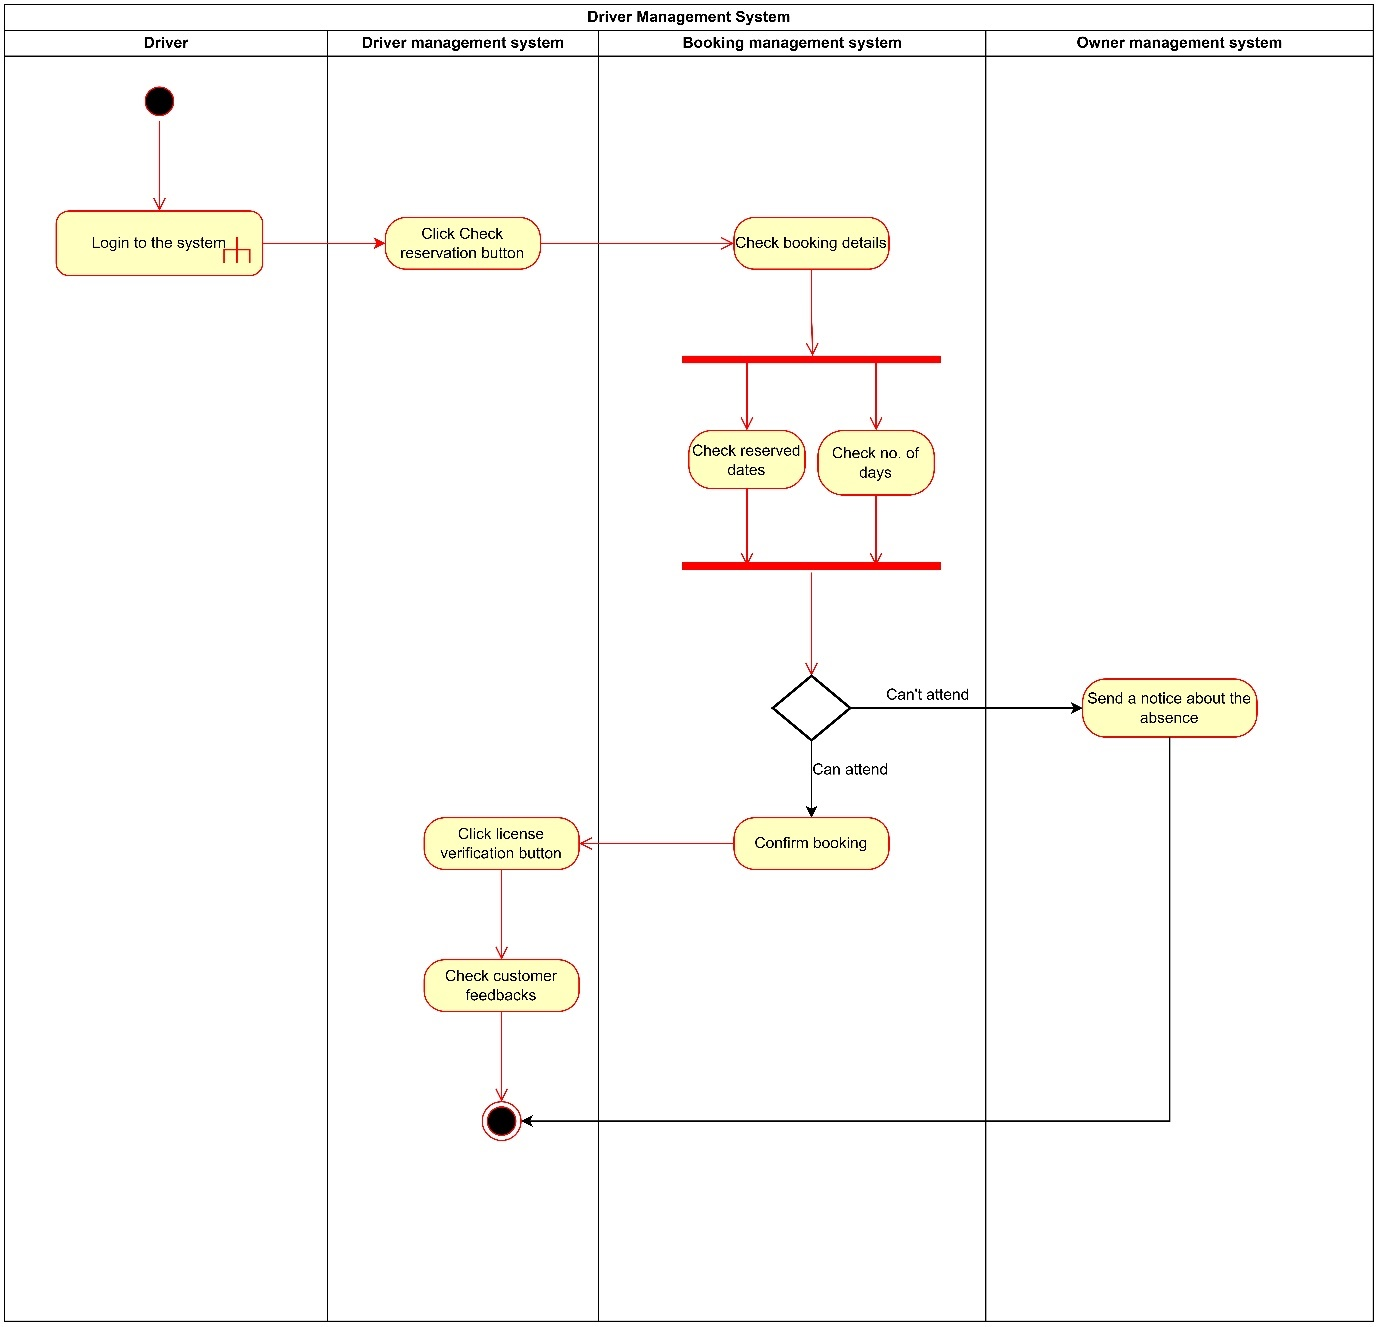 Driver Management System
Driver
Driver management system
Booking management system
Owner management system
Login to the system
Click Check
reservation button
Check booking details
Check reserved
dates
Check no. of
days
Can't attend
Send a notice about the
absence
Can attend
Click license
verification button
Confirm booking
Check customer
feedbacks